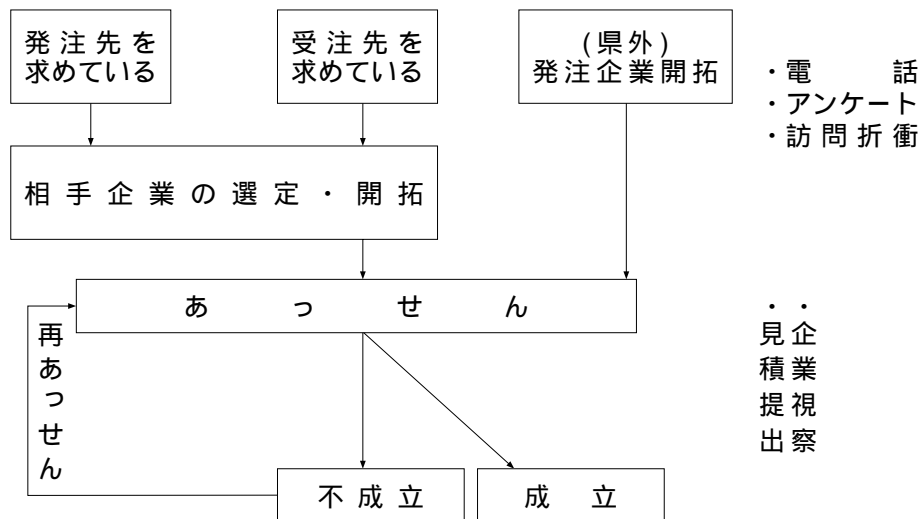 発注先を
求めている
受注先を
求めている
(県外)
発注企業開拓
・電話
・アンケート
・訪問折衝
相手企業の選定・開拓
あっせん
再あっせん
・企業視察
・見積提出
不成立
成立